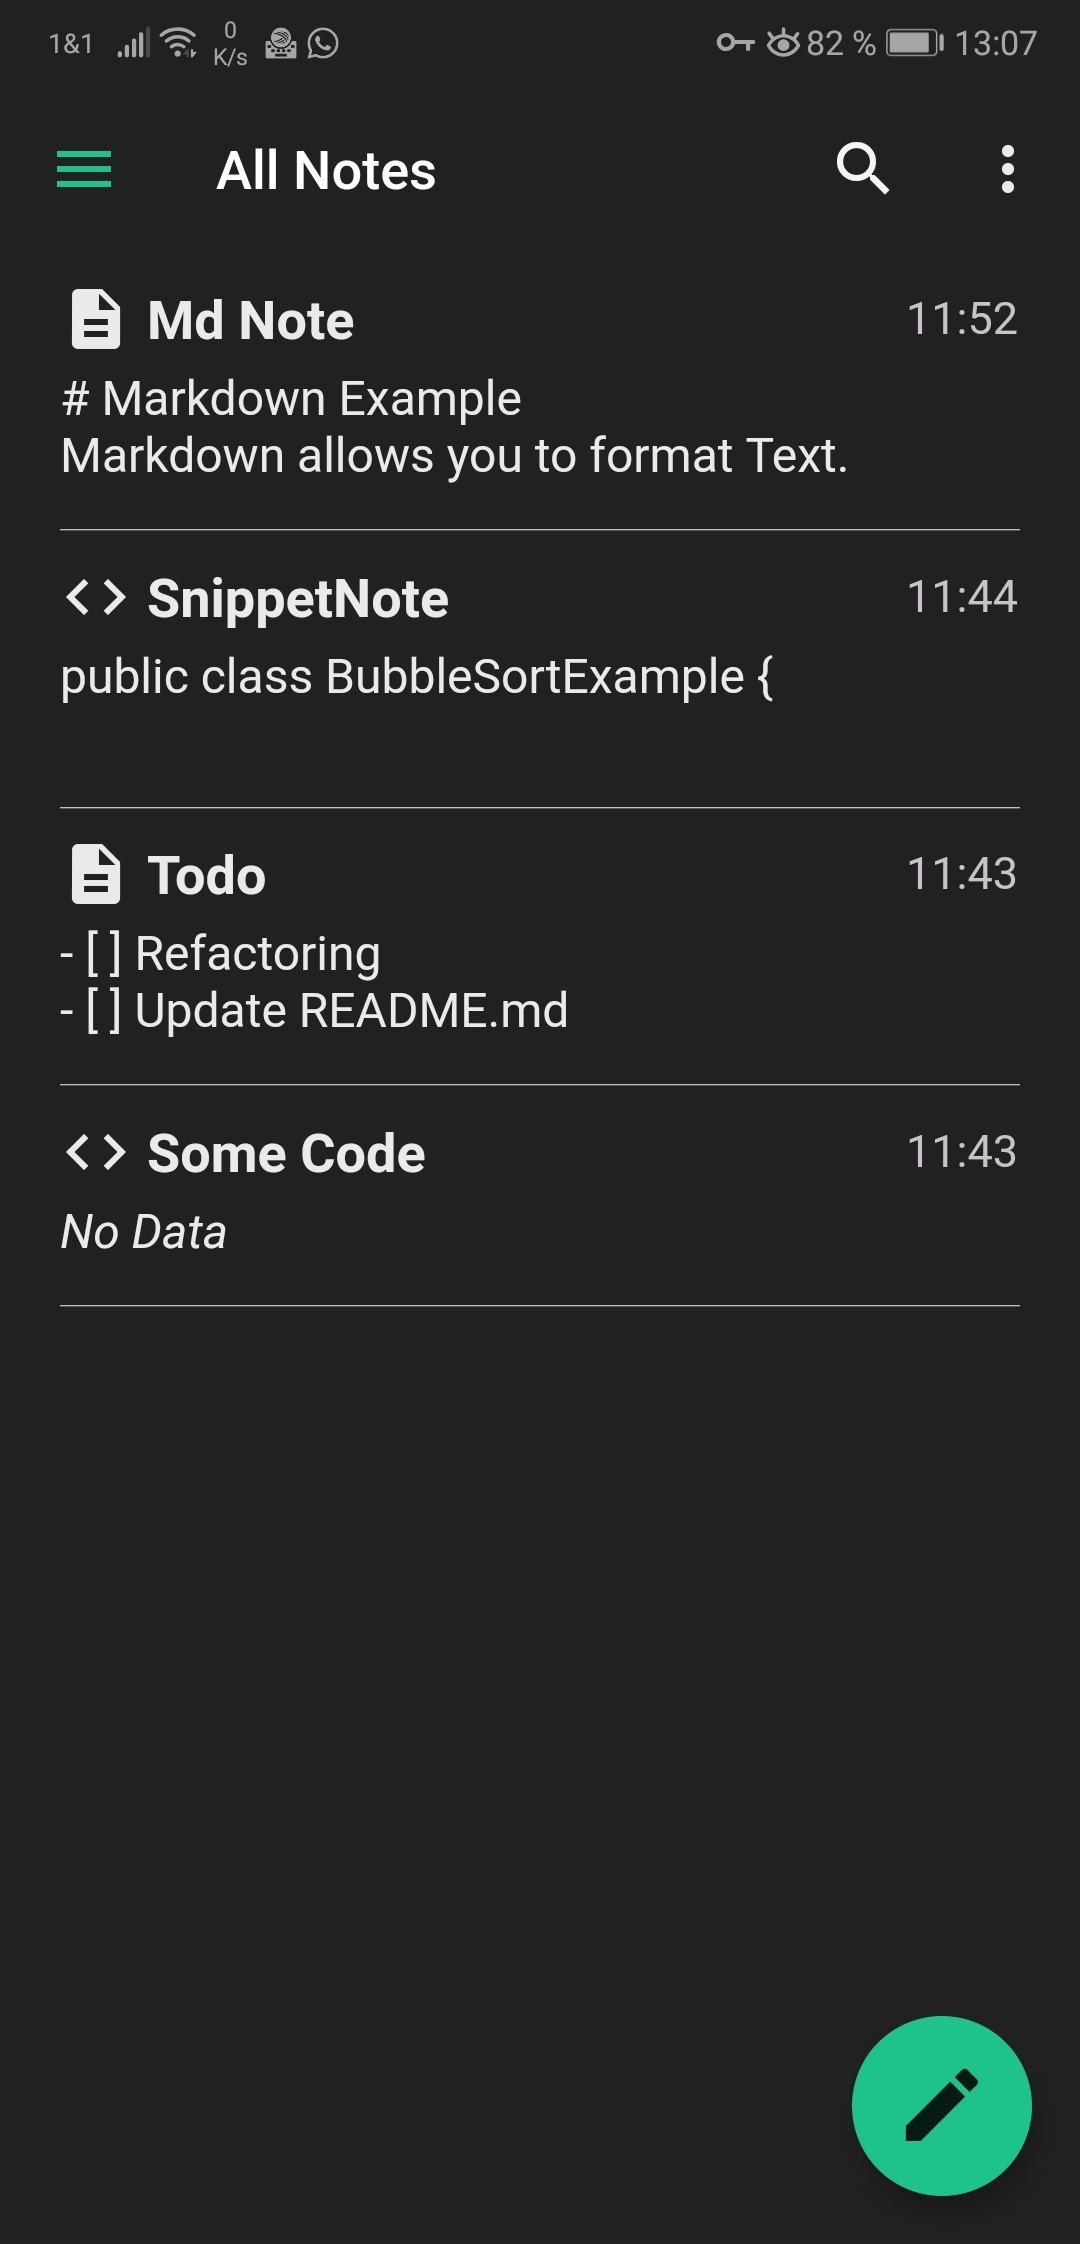 1&1 0 K/s 82 % 13:07
All Notes
Md Note 11:52
# Markdown Example
Markdown allows you to format Text.
SnippetNote 11:44
public class BubbleSortExample {
Todo 11:43
- [ ] Refactoring
- [ ] Update README.md
Some Code 11:43
No Data